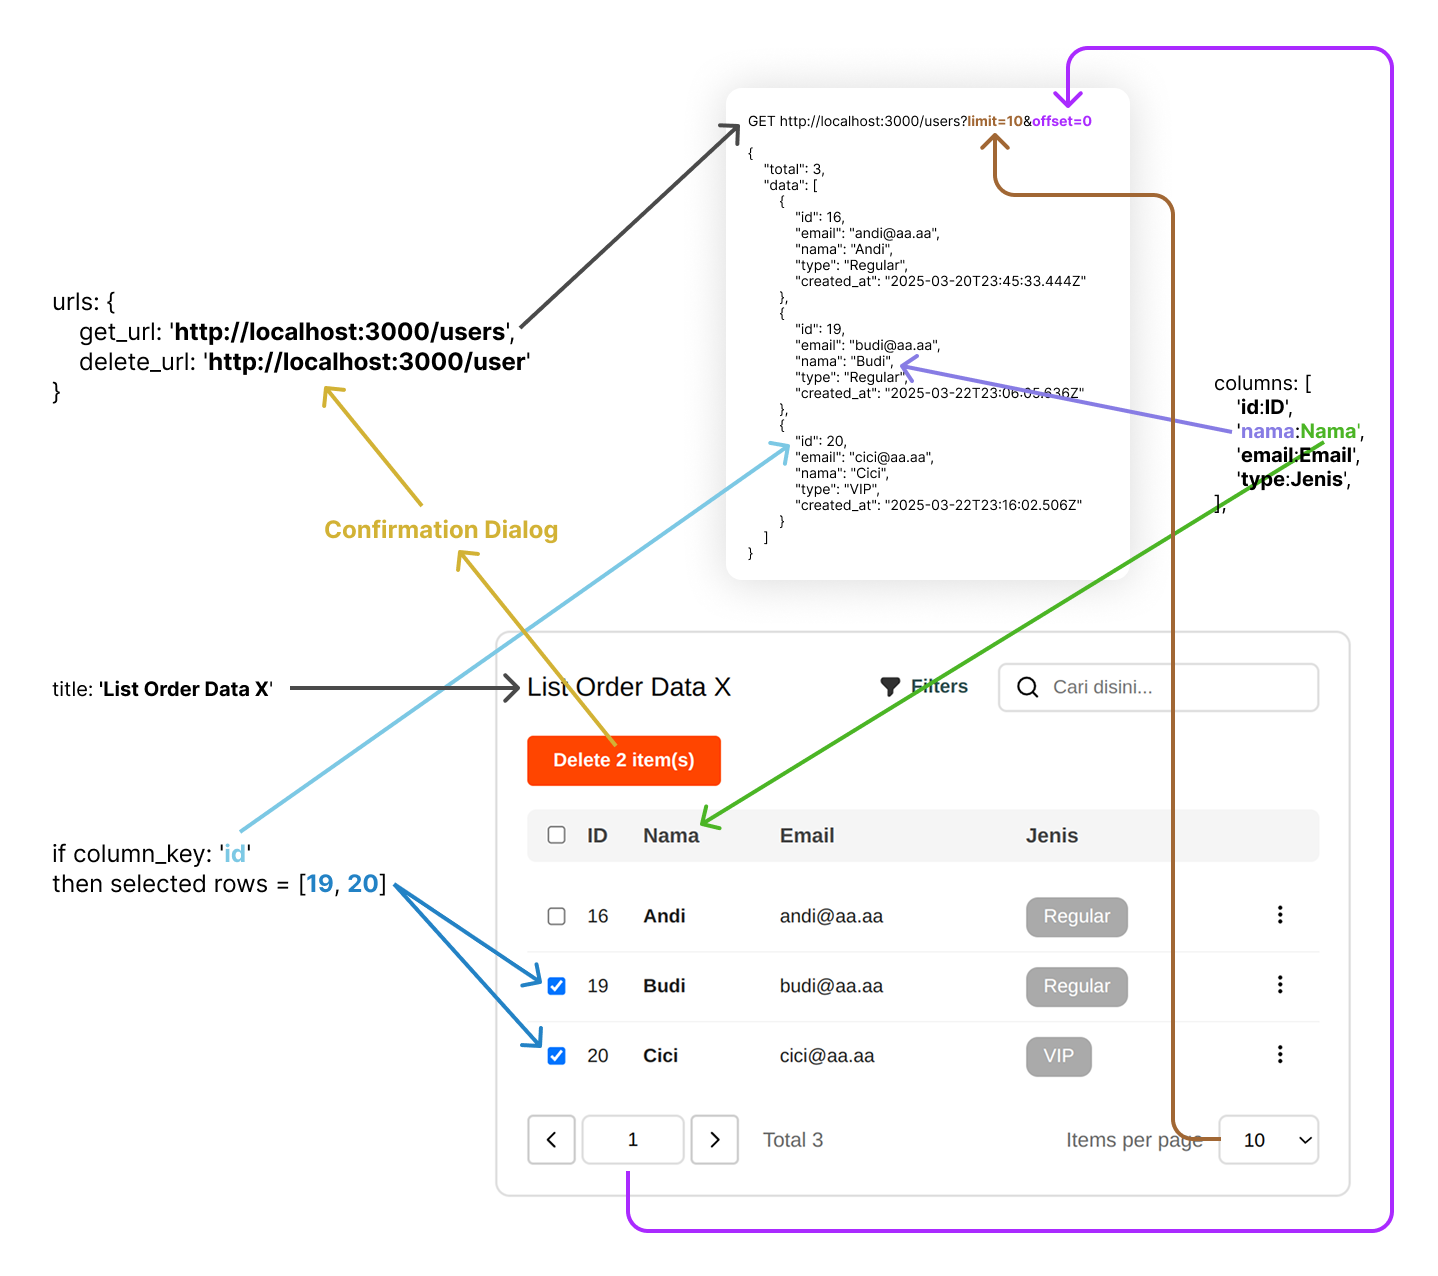 GET http://localhost:3000/users?limit=10&offset=0
{
"total": 3,
"data": [
{
"id": 16,
"email": "andi@aa.aa",
"nama": "Andi",
"type": "Regular",
"created_at": "2025-03-20T23:45:33.444Z"
},
{
"id": 19,
"email": "budi@aa.aa",
"nama": "Budi",
"type": "Regular",
"created_at": "2025-03-22T23:06:05.636Z"
},
{
"id": 20,
"email": "cici@aa.aa",
"nama": "Cici",
"type": "VIP",
"created_at": "2025-03-22T23:16:02.506Z"
}
]
}
urls: {
get_url: 'http://localhost:3000/users',
delete_url: 'http://localhost:3000/user'
}
columns: [
'id:ID',
'nama:Nama',
'email:Email',
'type:Jenis',
],
Confirmation Dialog
title: 'List Order Data X'
if column_key: 'id'
then selected rows = [19, 20]
List Order Data X
Filters
Cari disini...
Delete 2 item(s)
ID Nama Email Jenis
16 Andi andi@aa.aa Regular
19 Budi budi@aa.aa Regular
20 Cici cici@aa.aa VIP
1 Total 3 Items per page 10